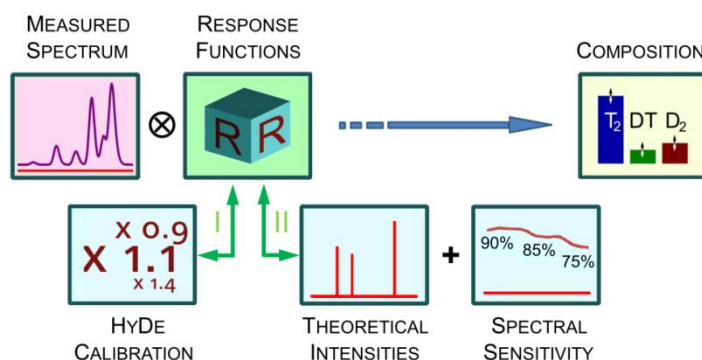 MEASURED SPECTRUM
RESPONSE FUNCTIONS
COMPOSITION
R R
T2 DT D2
I
II
x 0.9
x 1.1
x 1.4
90%
85%
75%
HYDE CALIBRATION
THEORETICAL INTENSITIES
SPECTRAL SENSITIVITY